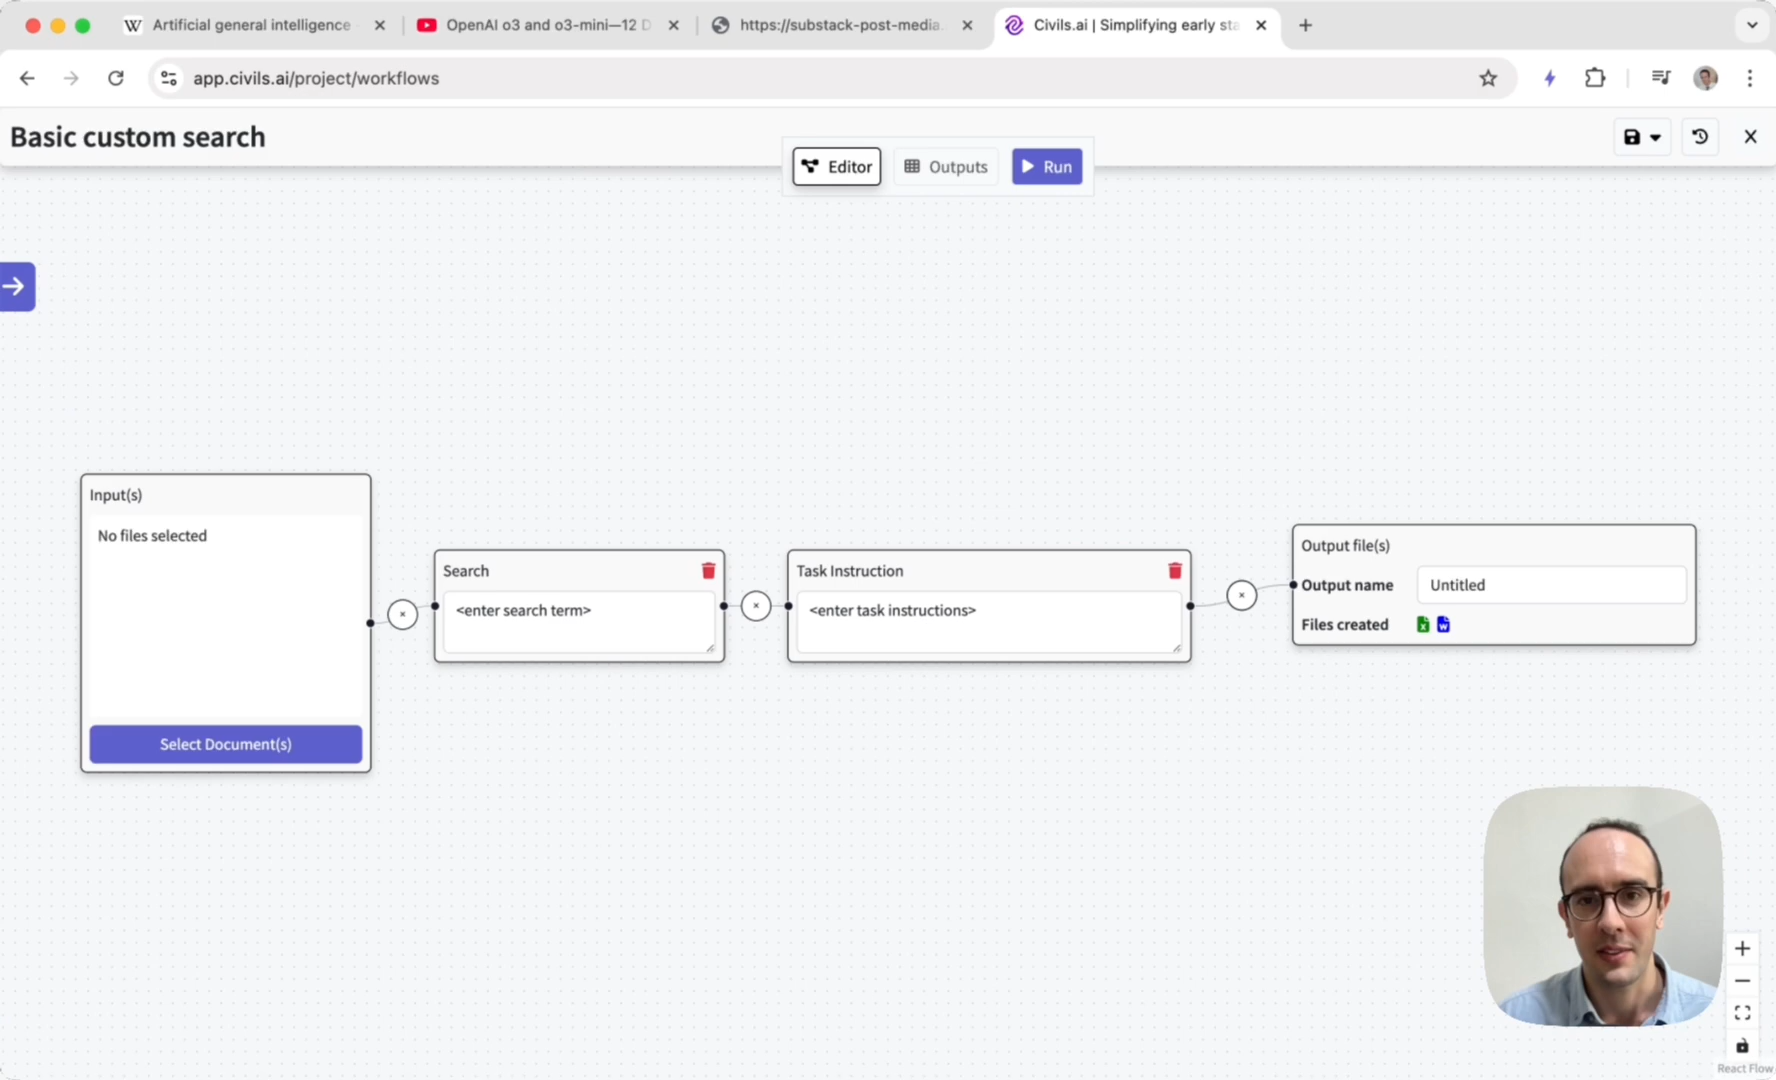 Artificial general intelligence
OpenAI o3 and o3-mini—12 D
https://substack-post-media.
Civils.ai | Simplifying early sta
app.civils.ai/project/workflows
Basic custom search
Editor
Outputs
Run
Input(s)
No files selected
Select Document(s)
Search
<enter search term>
Task Instruction
<enter task instructions>
Output file(s)
Output name
Untitled
Files created
React Flow